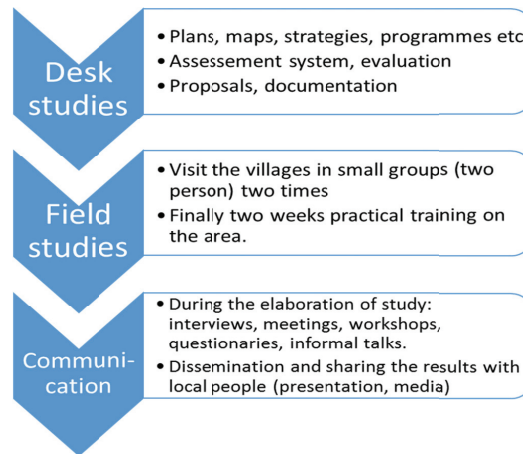 Desk
studies
• Plans, maps, strategies, programmes etc
• Assessement system, evaluation
• Proposals, documentation
Field
studies
• Visit the villages in small groups (two
person) two times
• Finally two weeks practical training on
the area.
Communi-
cation
• During the elaboration of study:
interviews, meetings, workshops,
questionaries, informal talks.
• Dissemination and sharing the results with
local people (presentation, media)